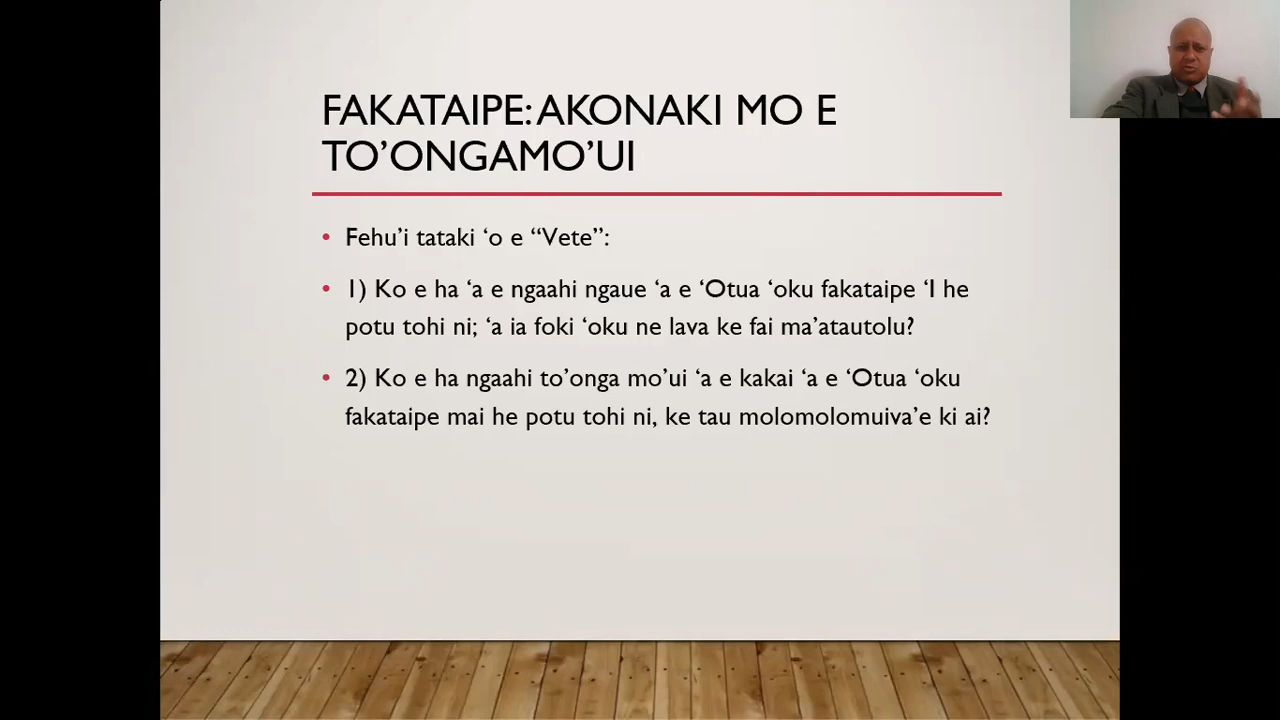 FAKATAIPE: AKONAKI MO E
TO’ONGAMO’UI
• Fehu’i tataki ‘o e “Vete”:
• 1) Ko e ha ‘a e ngaahi ngaue ‘a e ‘Otua ‘oku fakataipe ‘I he
potu tohi ni; ‘a ia foki ‘oku ne lava ke fai ma’atautolu?
• 2) Ko e ha ngaahi to’onga mo’ui ‘a e kakai ‘a e ‘Otua ‘oku
fakataipe mai he potu tohi ni, ke tau molomolomuiva’e ki ai?